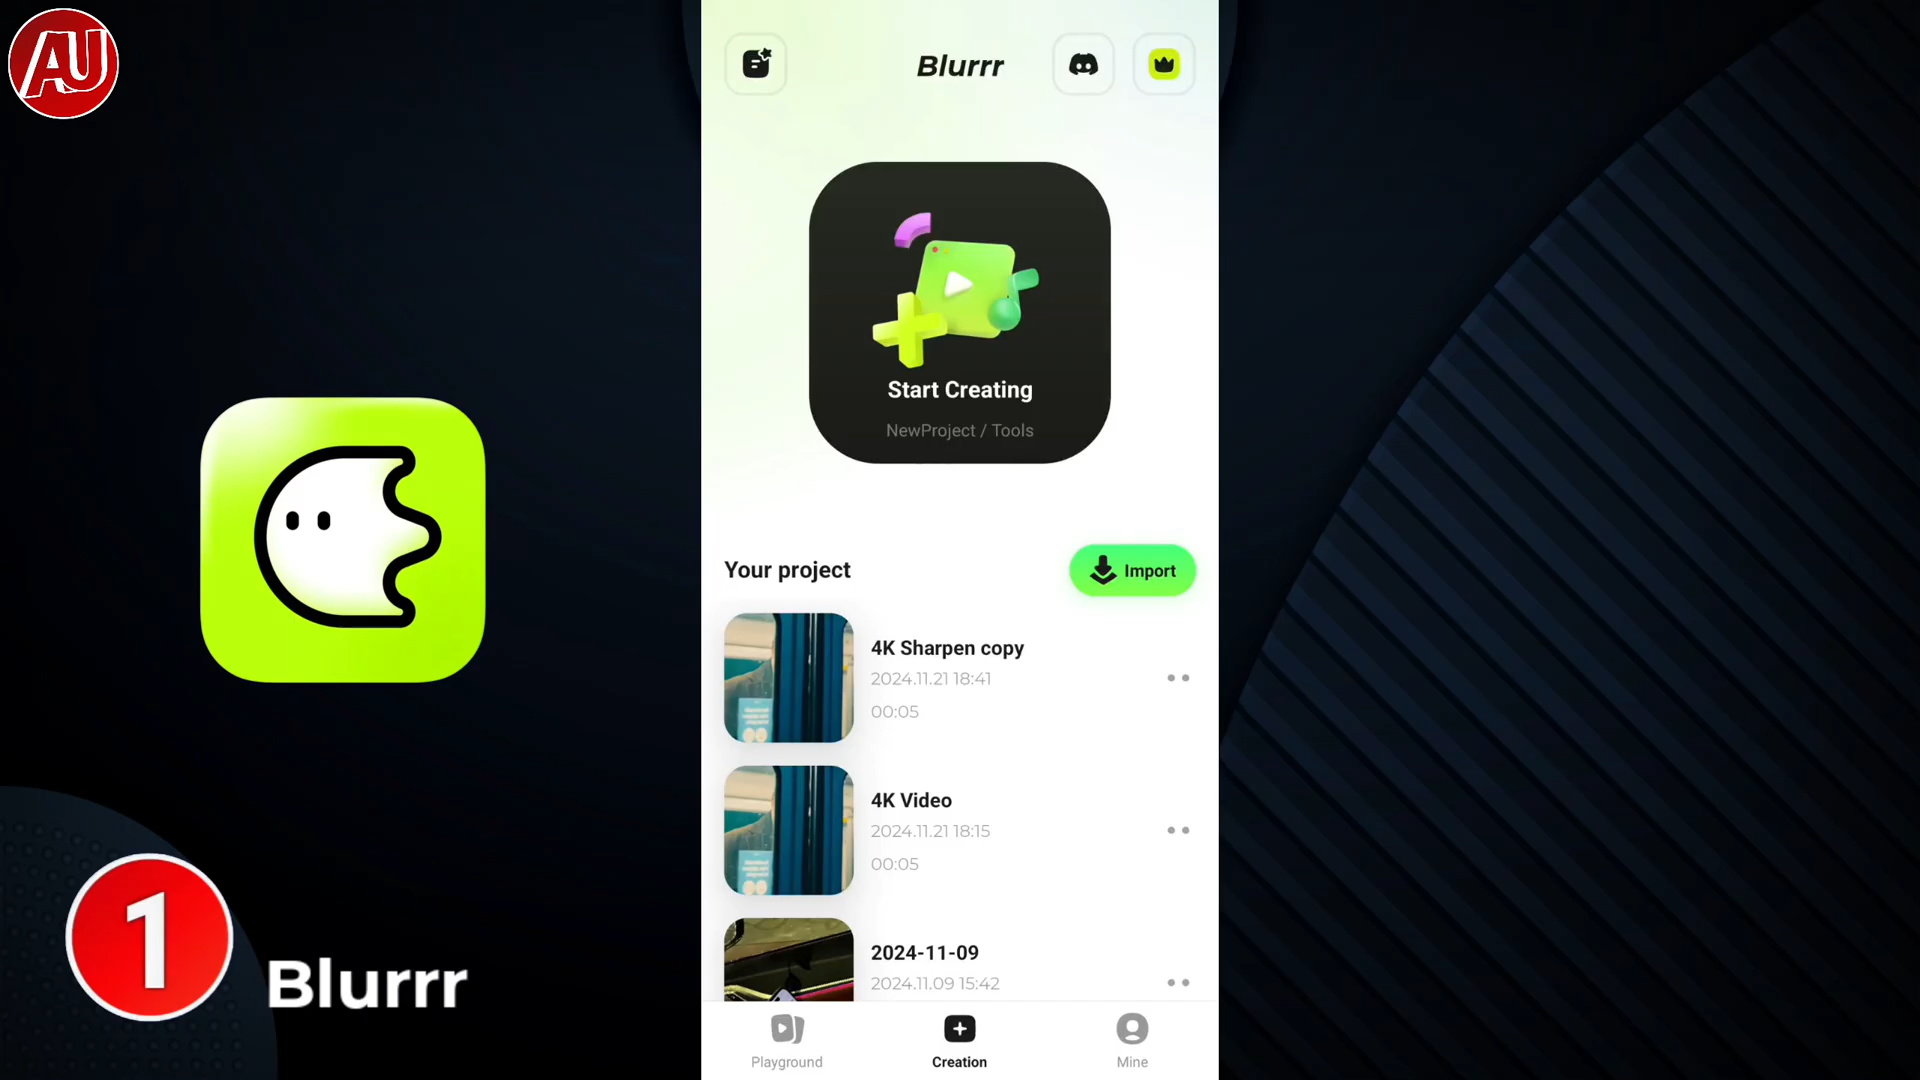 AU
Blurrr
Start Creating
NewProject / Tools
Your project
Import
4K Sharpen copy
2024.11.21 18:41
00:05
4K Video
2024.11.21 18:15
00:05
2024-11-09
2024.11.09 15:42
Playground
Creation
Mine
1
Blurrr